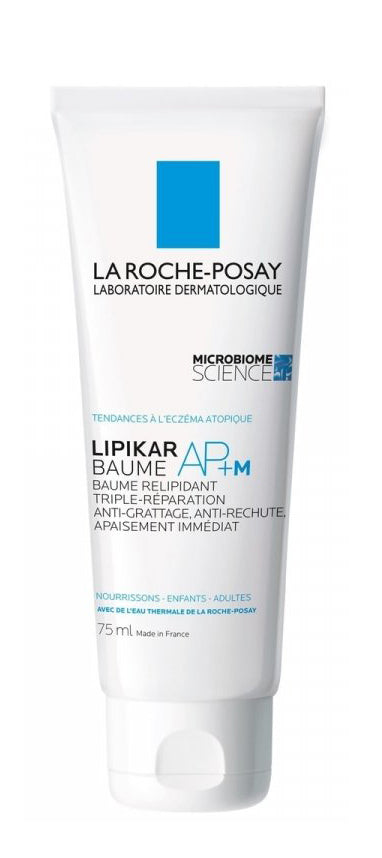 LA ROCHE-POSAY
LABORATOIRE DERMATOLOGIQUE
MICROBIOME
SCIENCE
TENDANCES À L'ECZÉMA ATOPIQUE
LIPIKAR
BAUME AP+M
BAUME RELIPIDANT
TRIPLE-RÉPARATION
ANTI-GRATTAGE, ANTI-RECHUTE,
APAISEMENT IMMÉDIAT
NOURRISSONS - ENFANTS - ADULTES
AVEC DE L'EAU THERMALE DE LA ROCHE-POSAY
75 ml Made in France